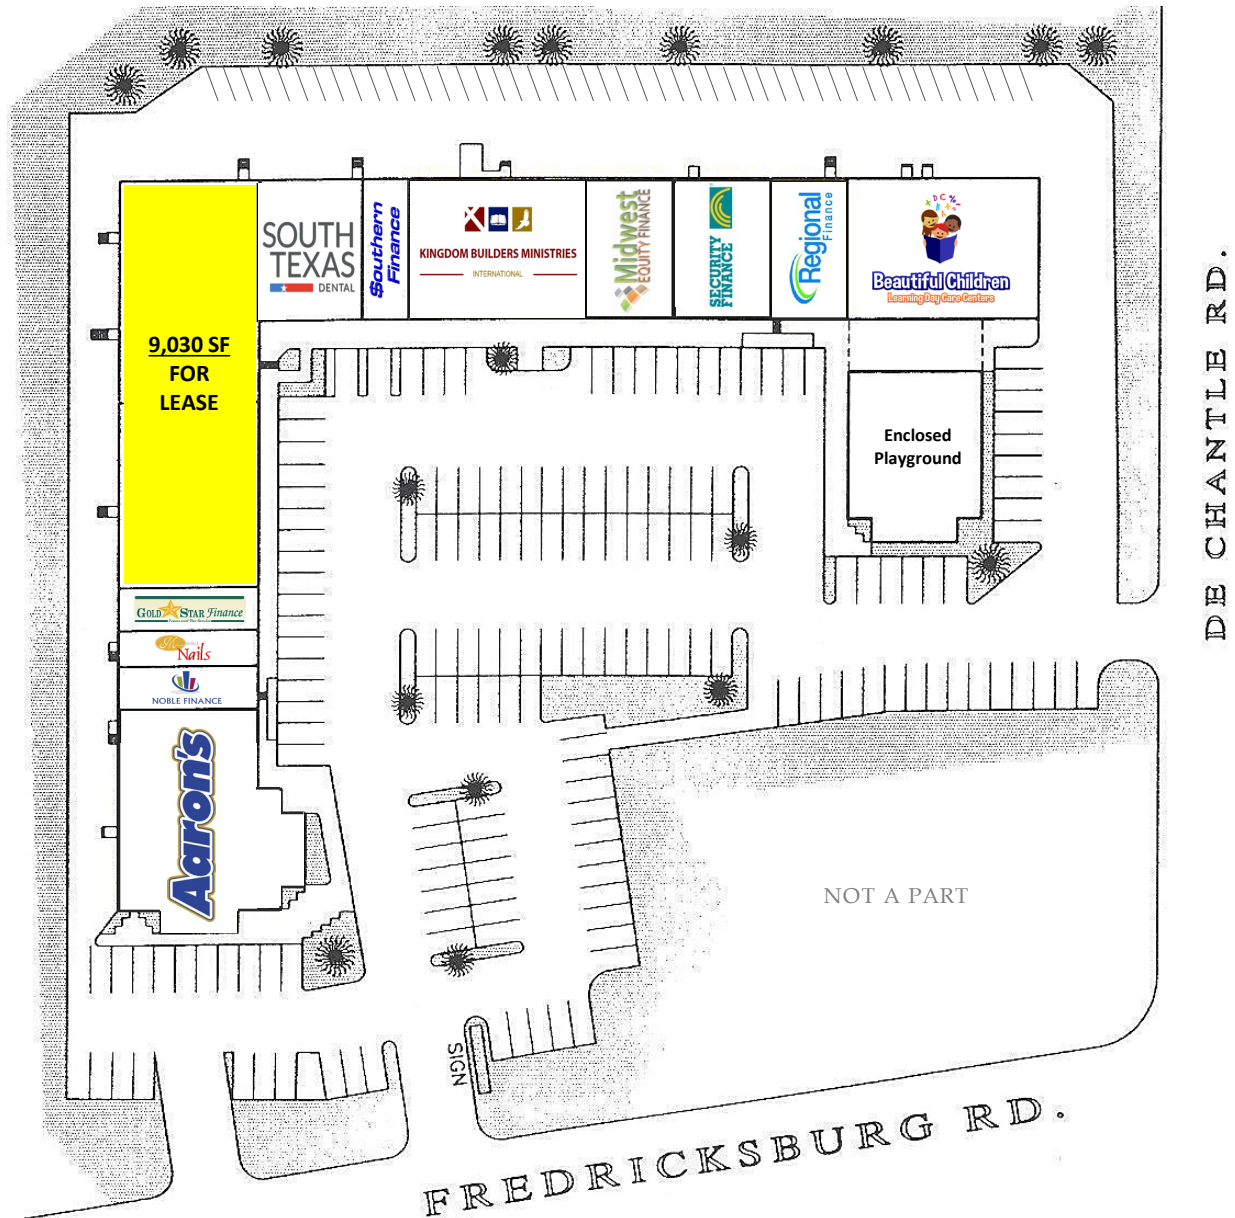 SOUTH
TEXAS
DENTAL
Southern
Finance
KINGDOM BUILDERS MINISTRIES
INTERNATIONAL
Midwest
EQUITY FINANCE
SECURITY
FINANCE
Regional
Finance
Beautiful Children
Learning Day Care Centers
9,030 SF
FOR
LEASE
Enclosed
Playground
DE CHANTLE RD.
GOLD STAR Finance
Nails
NOBLE FINANCE
Aaron's
NOT A PART
SIGN
FREDRICKSBURG RD.